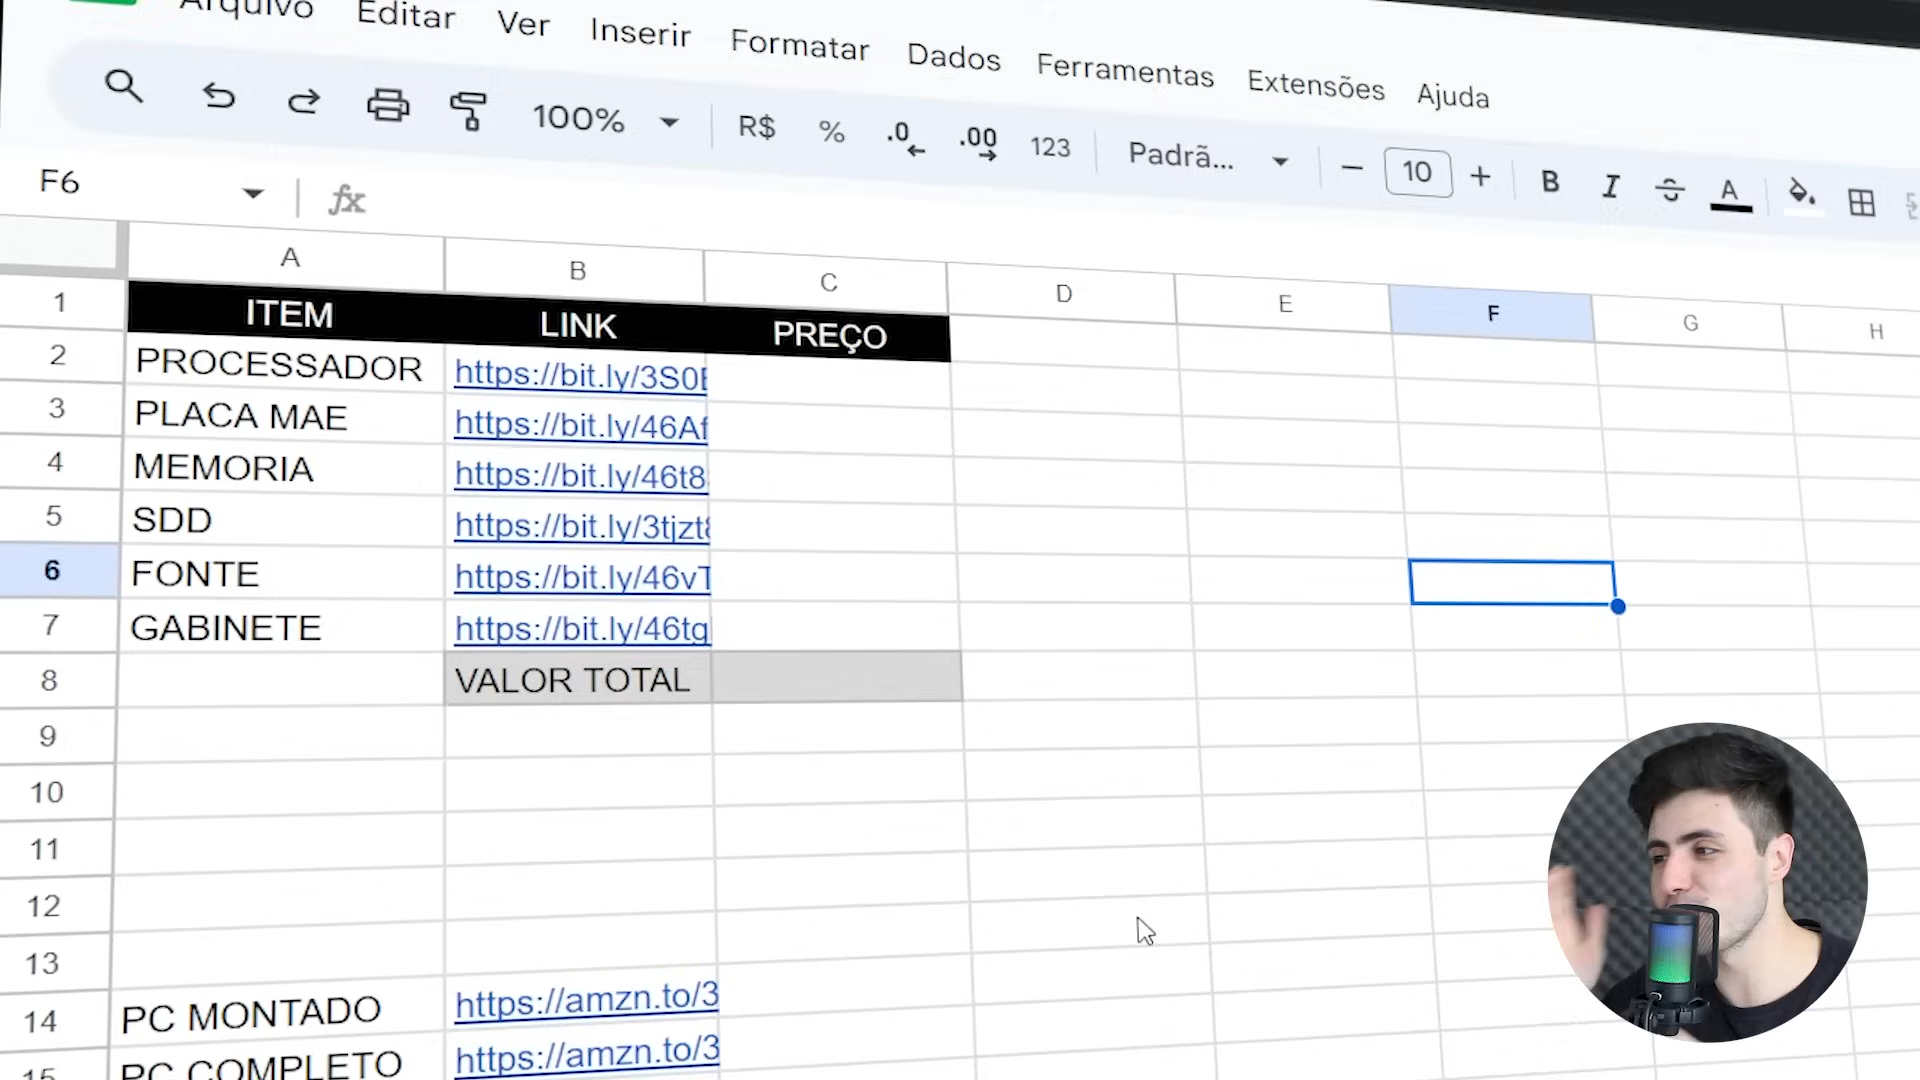 Arquivo Editar Ver Inserir Formatar Dados Ferramentas Extensões Ajuda
100% R$ % .0 .00 123 Padrã... 10 B I S A
F6 fx
A B C D E F G H
1 ITEM LINK PREÇO
2 PROCESSADOR https://bit.ly/3S0
3 PLACA MAE https://bit.ly/46Af
4 MEMORIA https://bit.ly/46t8
5 SDD https://bit.ly/3tjzt
6 FONTE https://bit.ly/46v
7 GABINETE https://bit.ly/46tq
8 VALOR TOTAL
9
10
11
12
13
14 PC MONTADO https://amzn.to/3
15 PC COMPLETO https://amzn.to/3